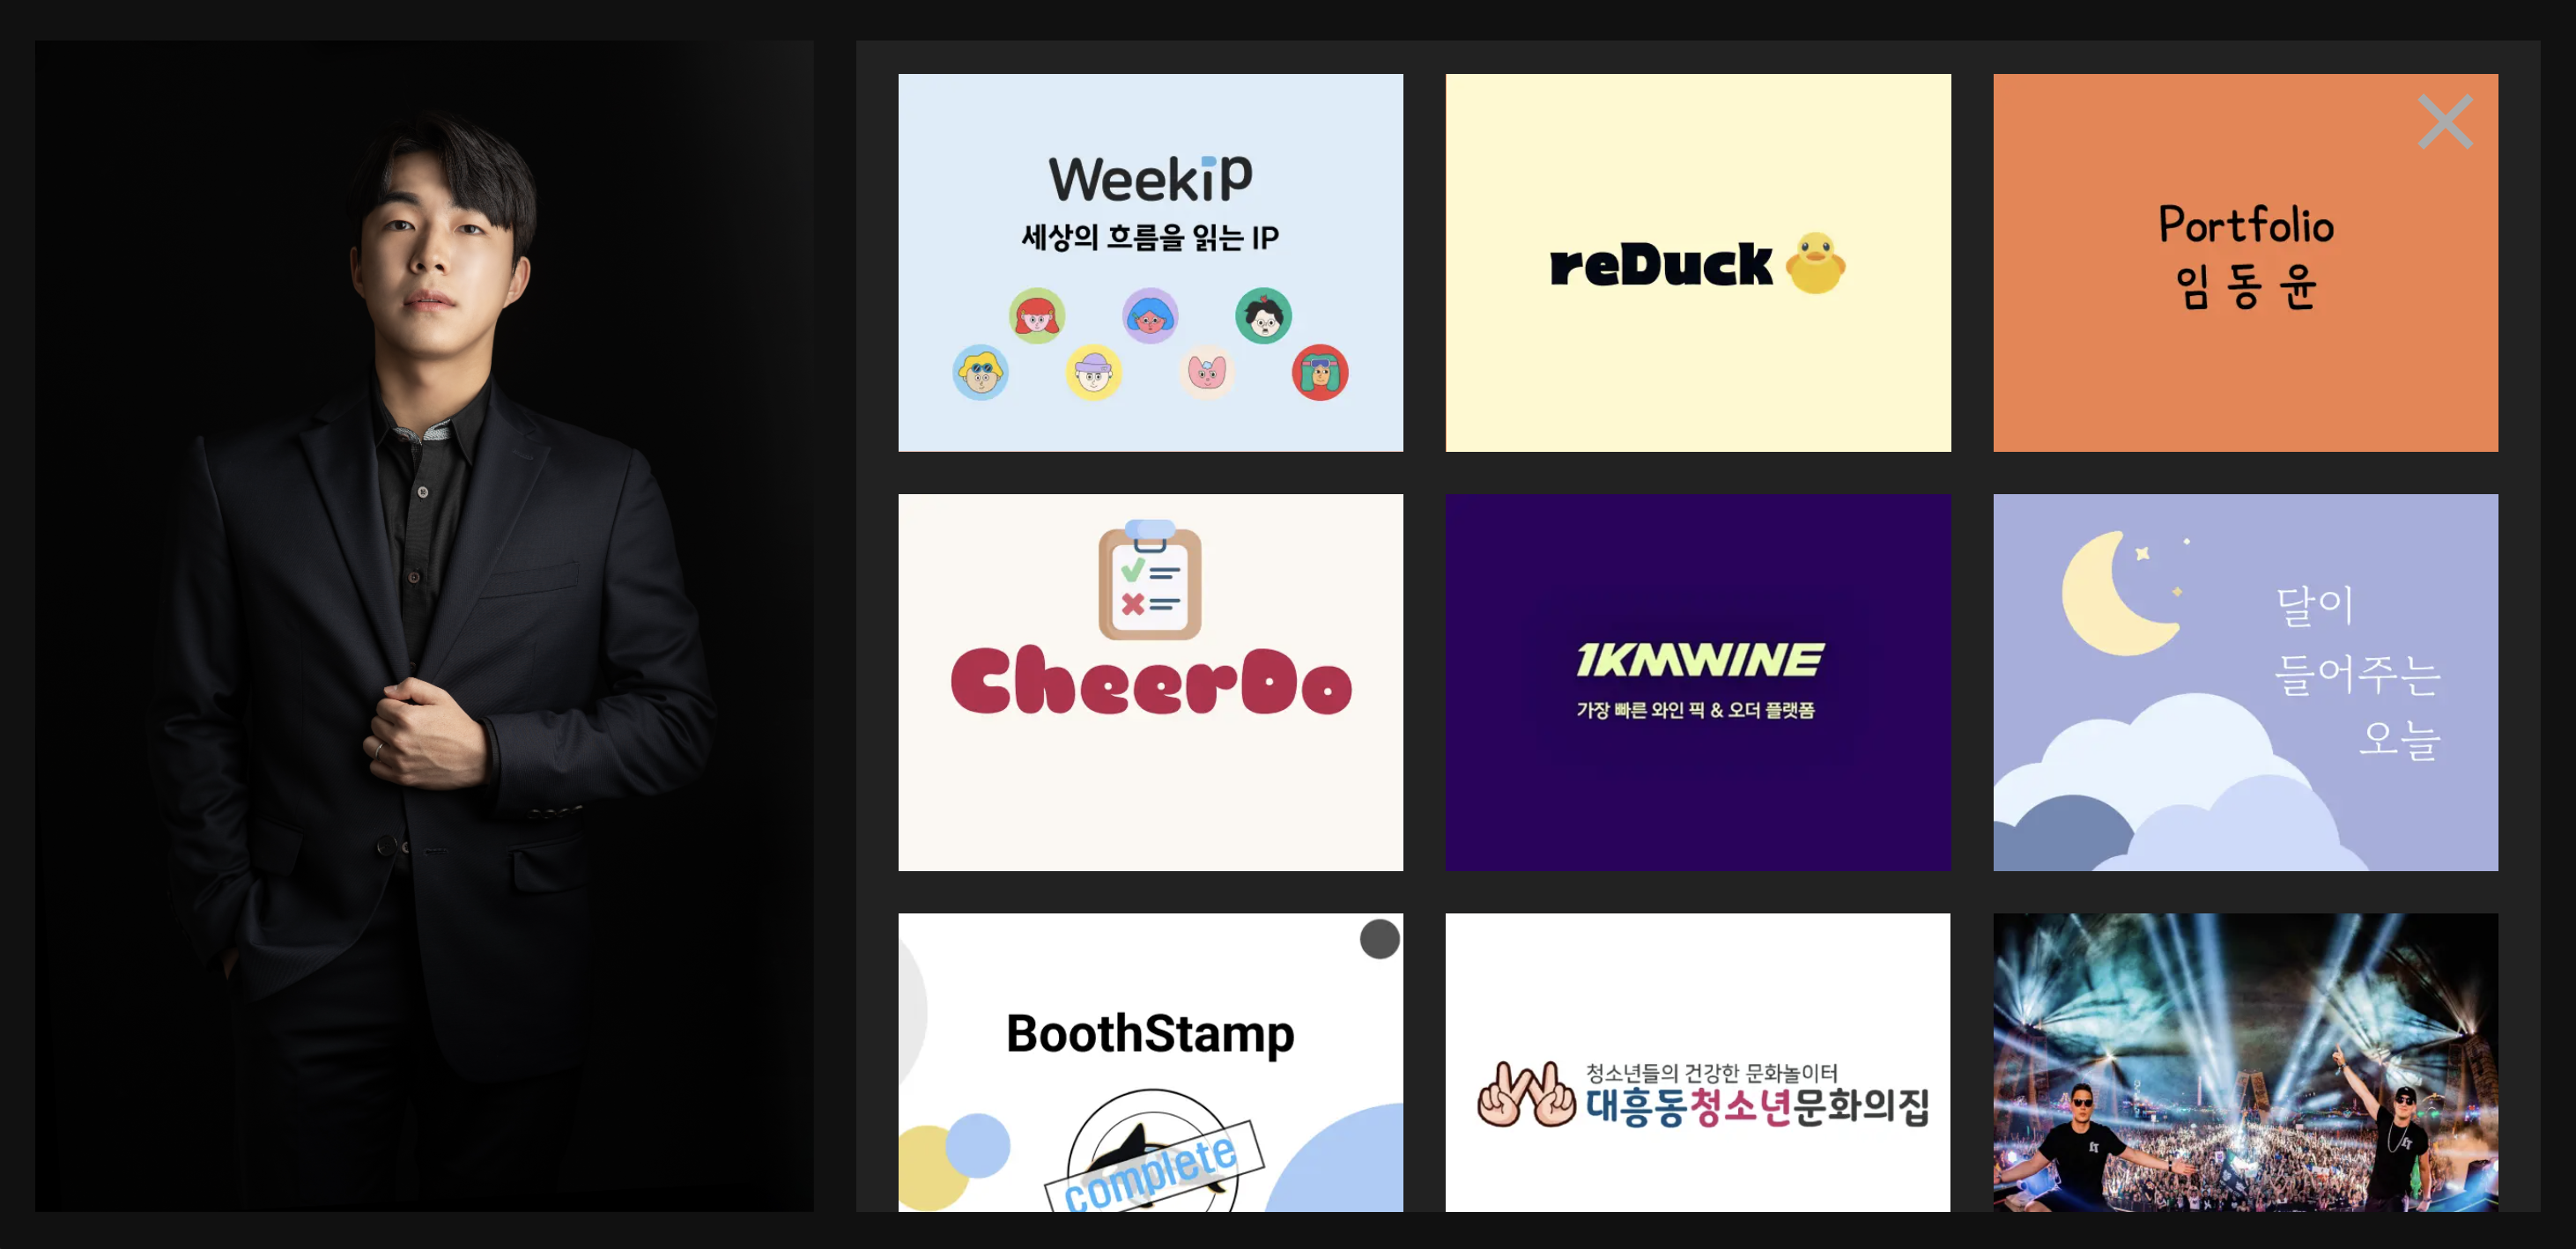 Weekip
세상의 흐름을 읽는 IP
reDuck
Portfolio
임동윤
CheerDo
1KMWINE
가장 빠른 와인 픽 & 오더 플랫폼
달이
들어주는
오늘
BoothStamp
complete
청소년들의 건강한 문화놀이터
대흥동청소년문화의집